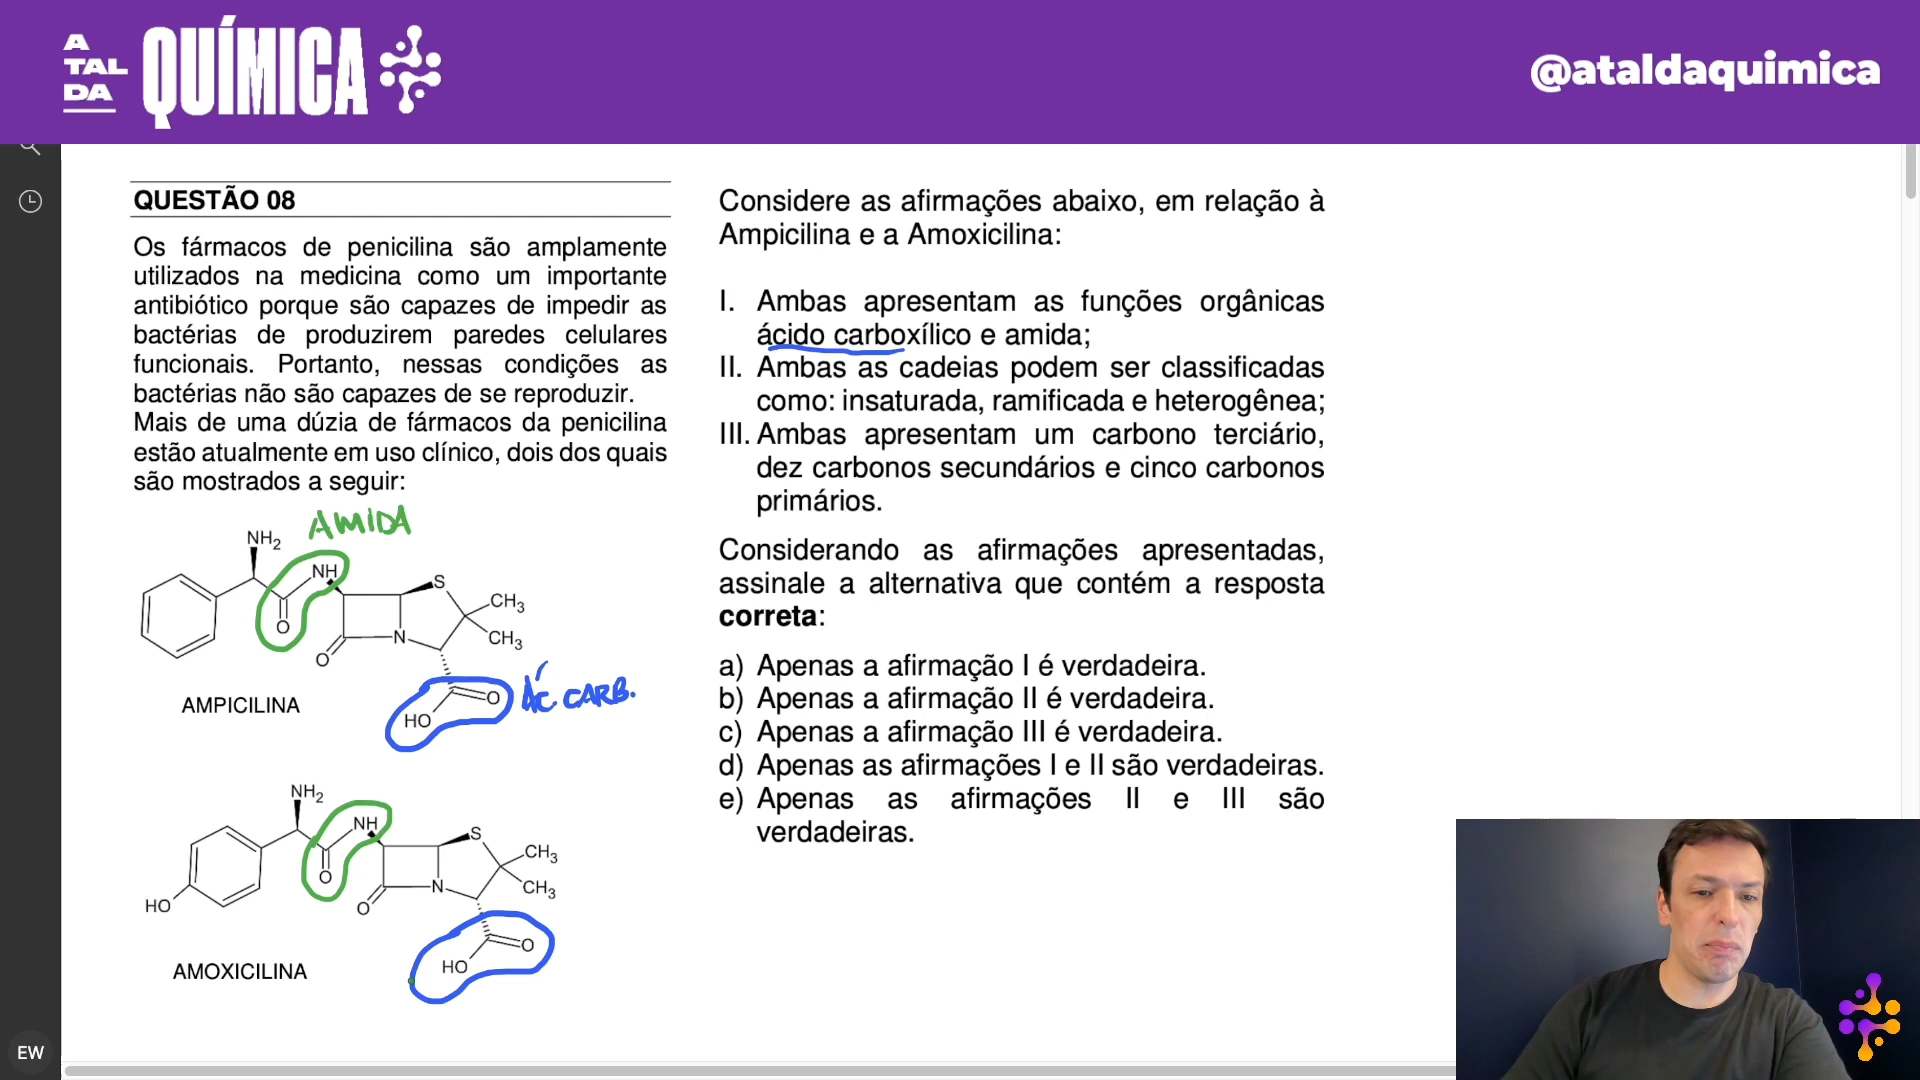 A
TAL
DA
QUÍMICA
@ataldaquimica
QUESTÃO 08
Os fármacos de penicilina são amplamente
utilizados na medicina como um importante
antibiótico porque são capazes de impedir as
bactérias de produzirem paredes celulares
funcionais. Portanto, nessas condições as
bactérias não são capazes de se reproduzir.
Mais de uma dúzia de fármacos da penicilina
estão atualmente em uso clínico, dois dos quais
são mostrados a seguir:
AMIDA
NH2
NH
S
CH3
O
N
CH3
O
O
HO
ÁC. CARB.
AMPICILINA
NH2
NH
S
CH3
O
N
CH3
HO
O
O
HO
AMOXICILINA
Considere as afirmações abaixo, em relação à
Ampicilina e a Amoxicilina:
I. Ambas apresentam as funções orgânicas
ácido carboxílico e amida;
II. Ambas as cadeias podem ser classificadas
como: insaturada, ramificada e heterogênea;
III. Ambas apresentam um carbono terciário,
dez carbonos secundários e cinco carbonos
primários.
Considerando as afirmações apresentadas,
assinale a alternativa que contém a resposta
correta:
a) Apenas a afirmação I é verdadeira.
b) Apenas a afirmação II é verdadeira.
c) Apenas a afirmação III é verdadeira.
d) Apenas as afirmações I e II são verdadeiras.
e) Apenas as afirmações II e III são
verdadeiras.
EW